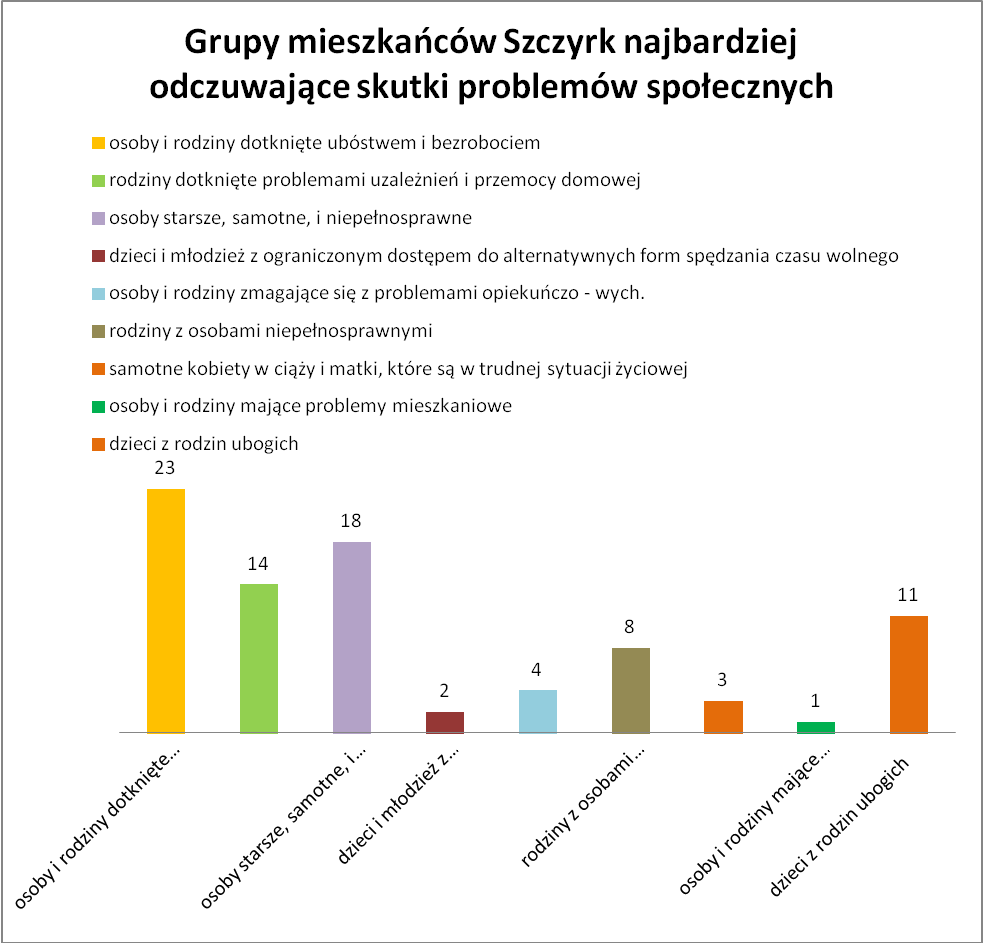 Grupy mieszkańców Szczyrk najbardziej
odczuwające skutki problemów społecznych
osoby i rodziny dotknięte ubóstwem i bezrobociem
rodziny dotknięte problemami uzależnień i przemocy domowej
osoby starsze, samotne, i niepełnosprawne
dzieci i młodzież z ograniczonym dostępem do alternatywnych form spędzania czasu wolnego
osoby i rodziny zmagające się z problemami opiekuńczo - wych.
rodziny z osobami niepełnosprawnymi
samotne kobiety w ciąży i matki, które są w trudnej sytuacji życiowej
osoby i rodziny mające problemy mieszkaniowe
dzieci z rodzin ubogich
23
14
18
2
4
8
3
1
11
osoby i rodziny dotknięte...
osoby starsze, samotne, i...
dzieci i młodzież z...
rodziny z osobami...
osoby i rodziny mające...
dzieci z rodzin ubogich